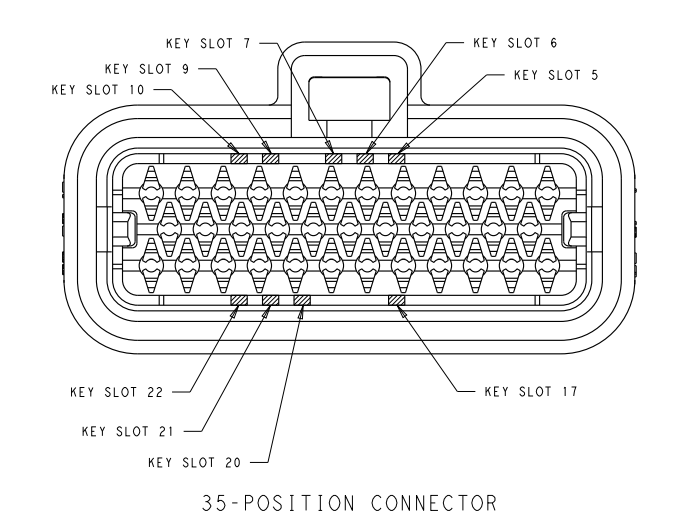 KEY SLOT 7
KEY SLOT 6
KEY SLOT 9
KEY SLOT 5
KEY SLOT 10
KEY SLOT 22
KEY SLOT 17
KEY SLOT 21
KEY SLOT 20
35-POSITION CONNECTOR